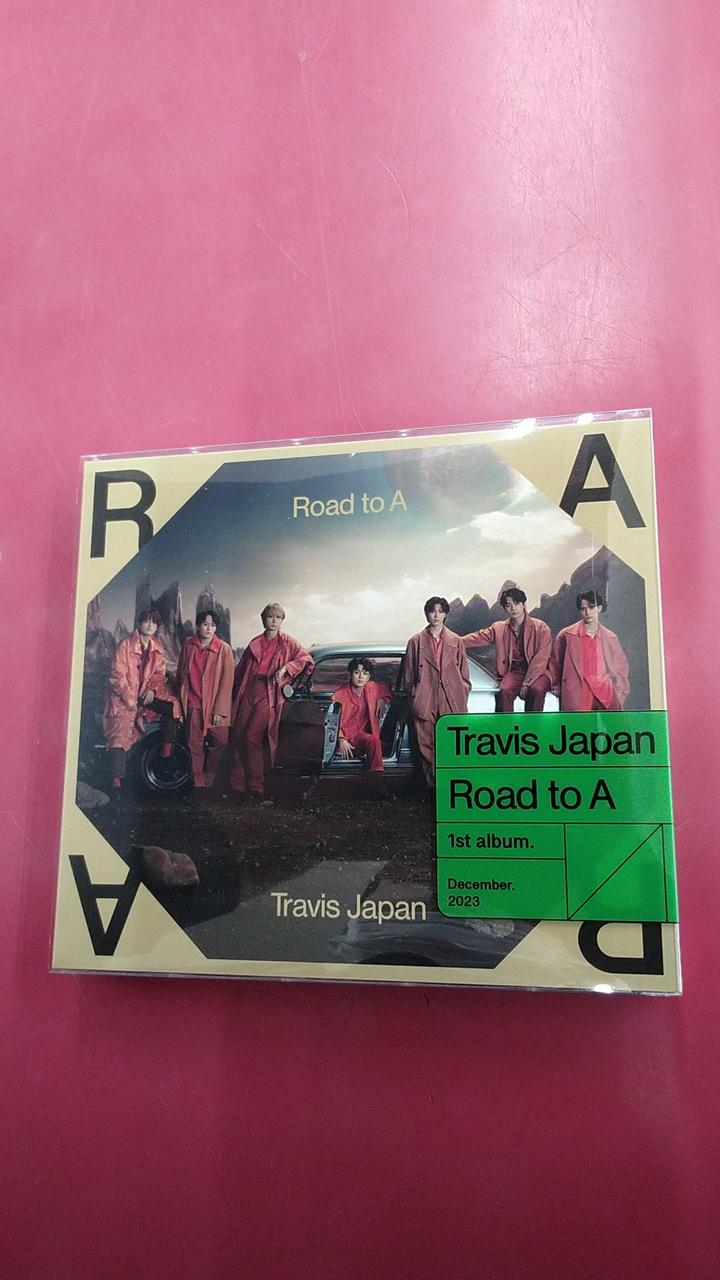 R A
Road to A
Travis Japan
Road to A
1st album.
December.
2023
Travis Japan
A R